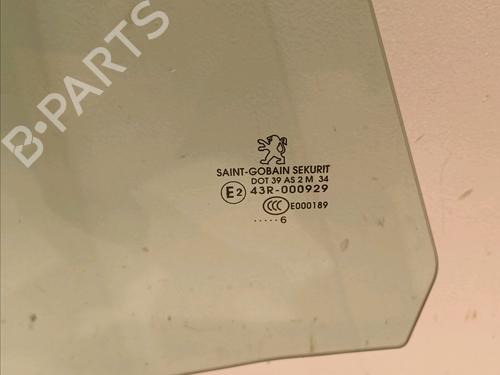 B-PARTS
SAINT-GOBAIN SEKURIT
DOT 39 AS 2 M 34
E2 43R-000929
CCC E000189
..... 6